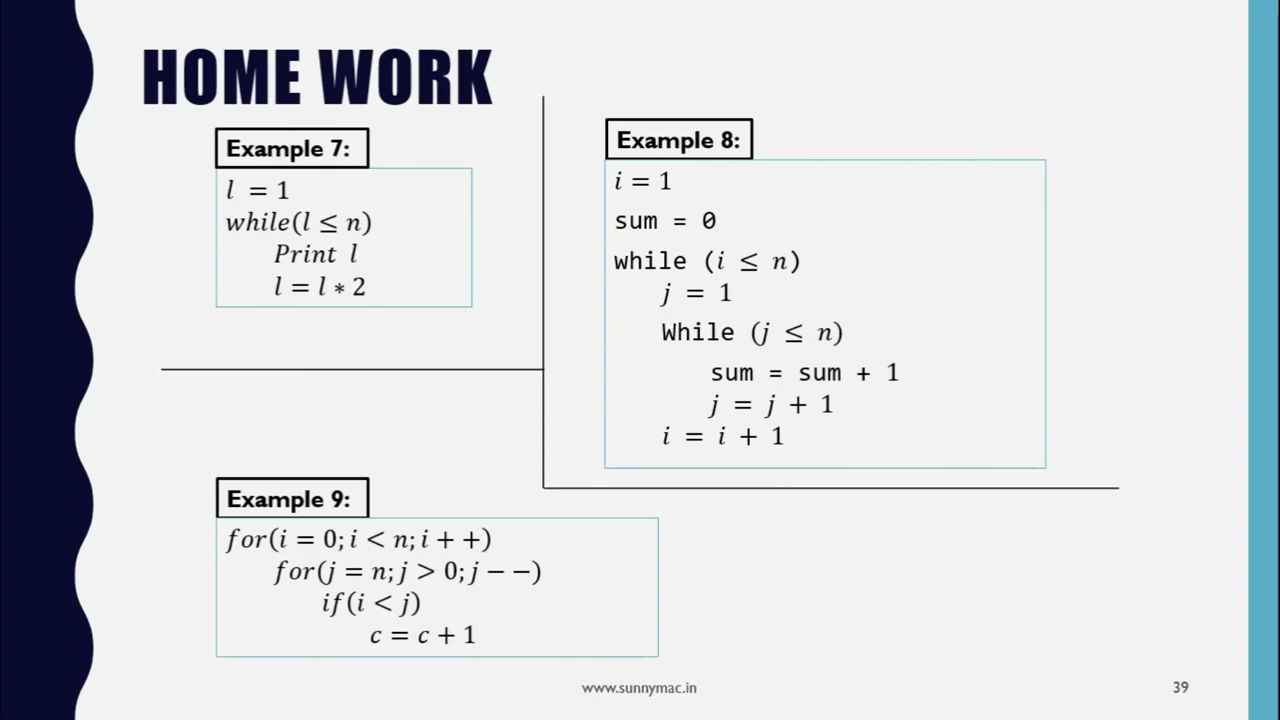 HOME WORK
Example 7:
l = 1
while(l ≤ n)
Print l
l = l ∗ 2
Example 8:
i = 1
sum = 0
while (i ≤ n)
j = 1
While (j ≤ n)
sum = sum + 1
j = j + 1
i = i + 1
Example 9:
for(i = 0; i < n; i + +)
for(j = n; j > 0; j − −)
if(i < j)
c = c + 1
www.sunnymac.in
39